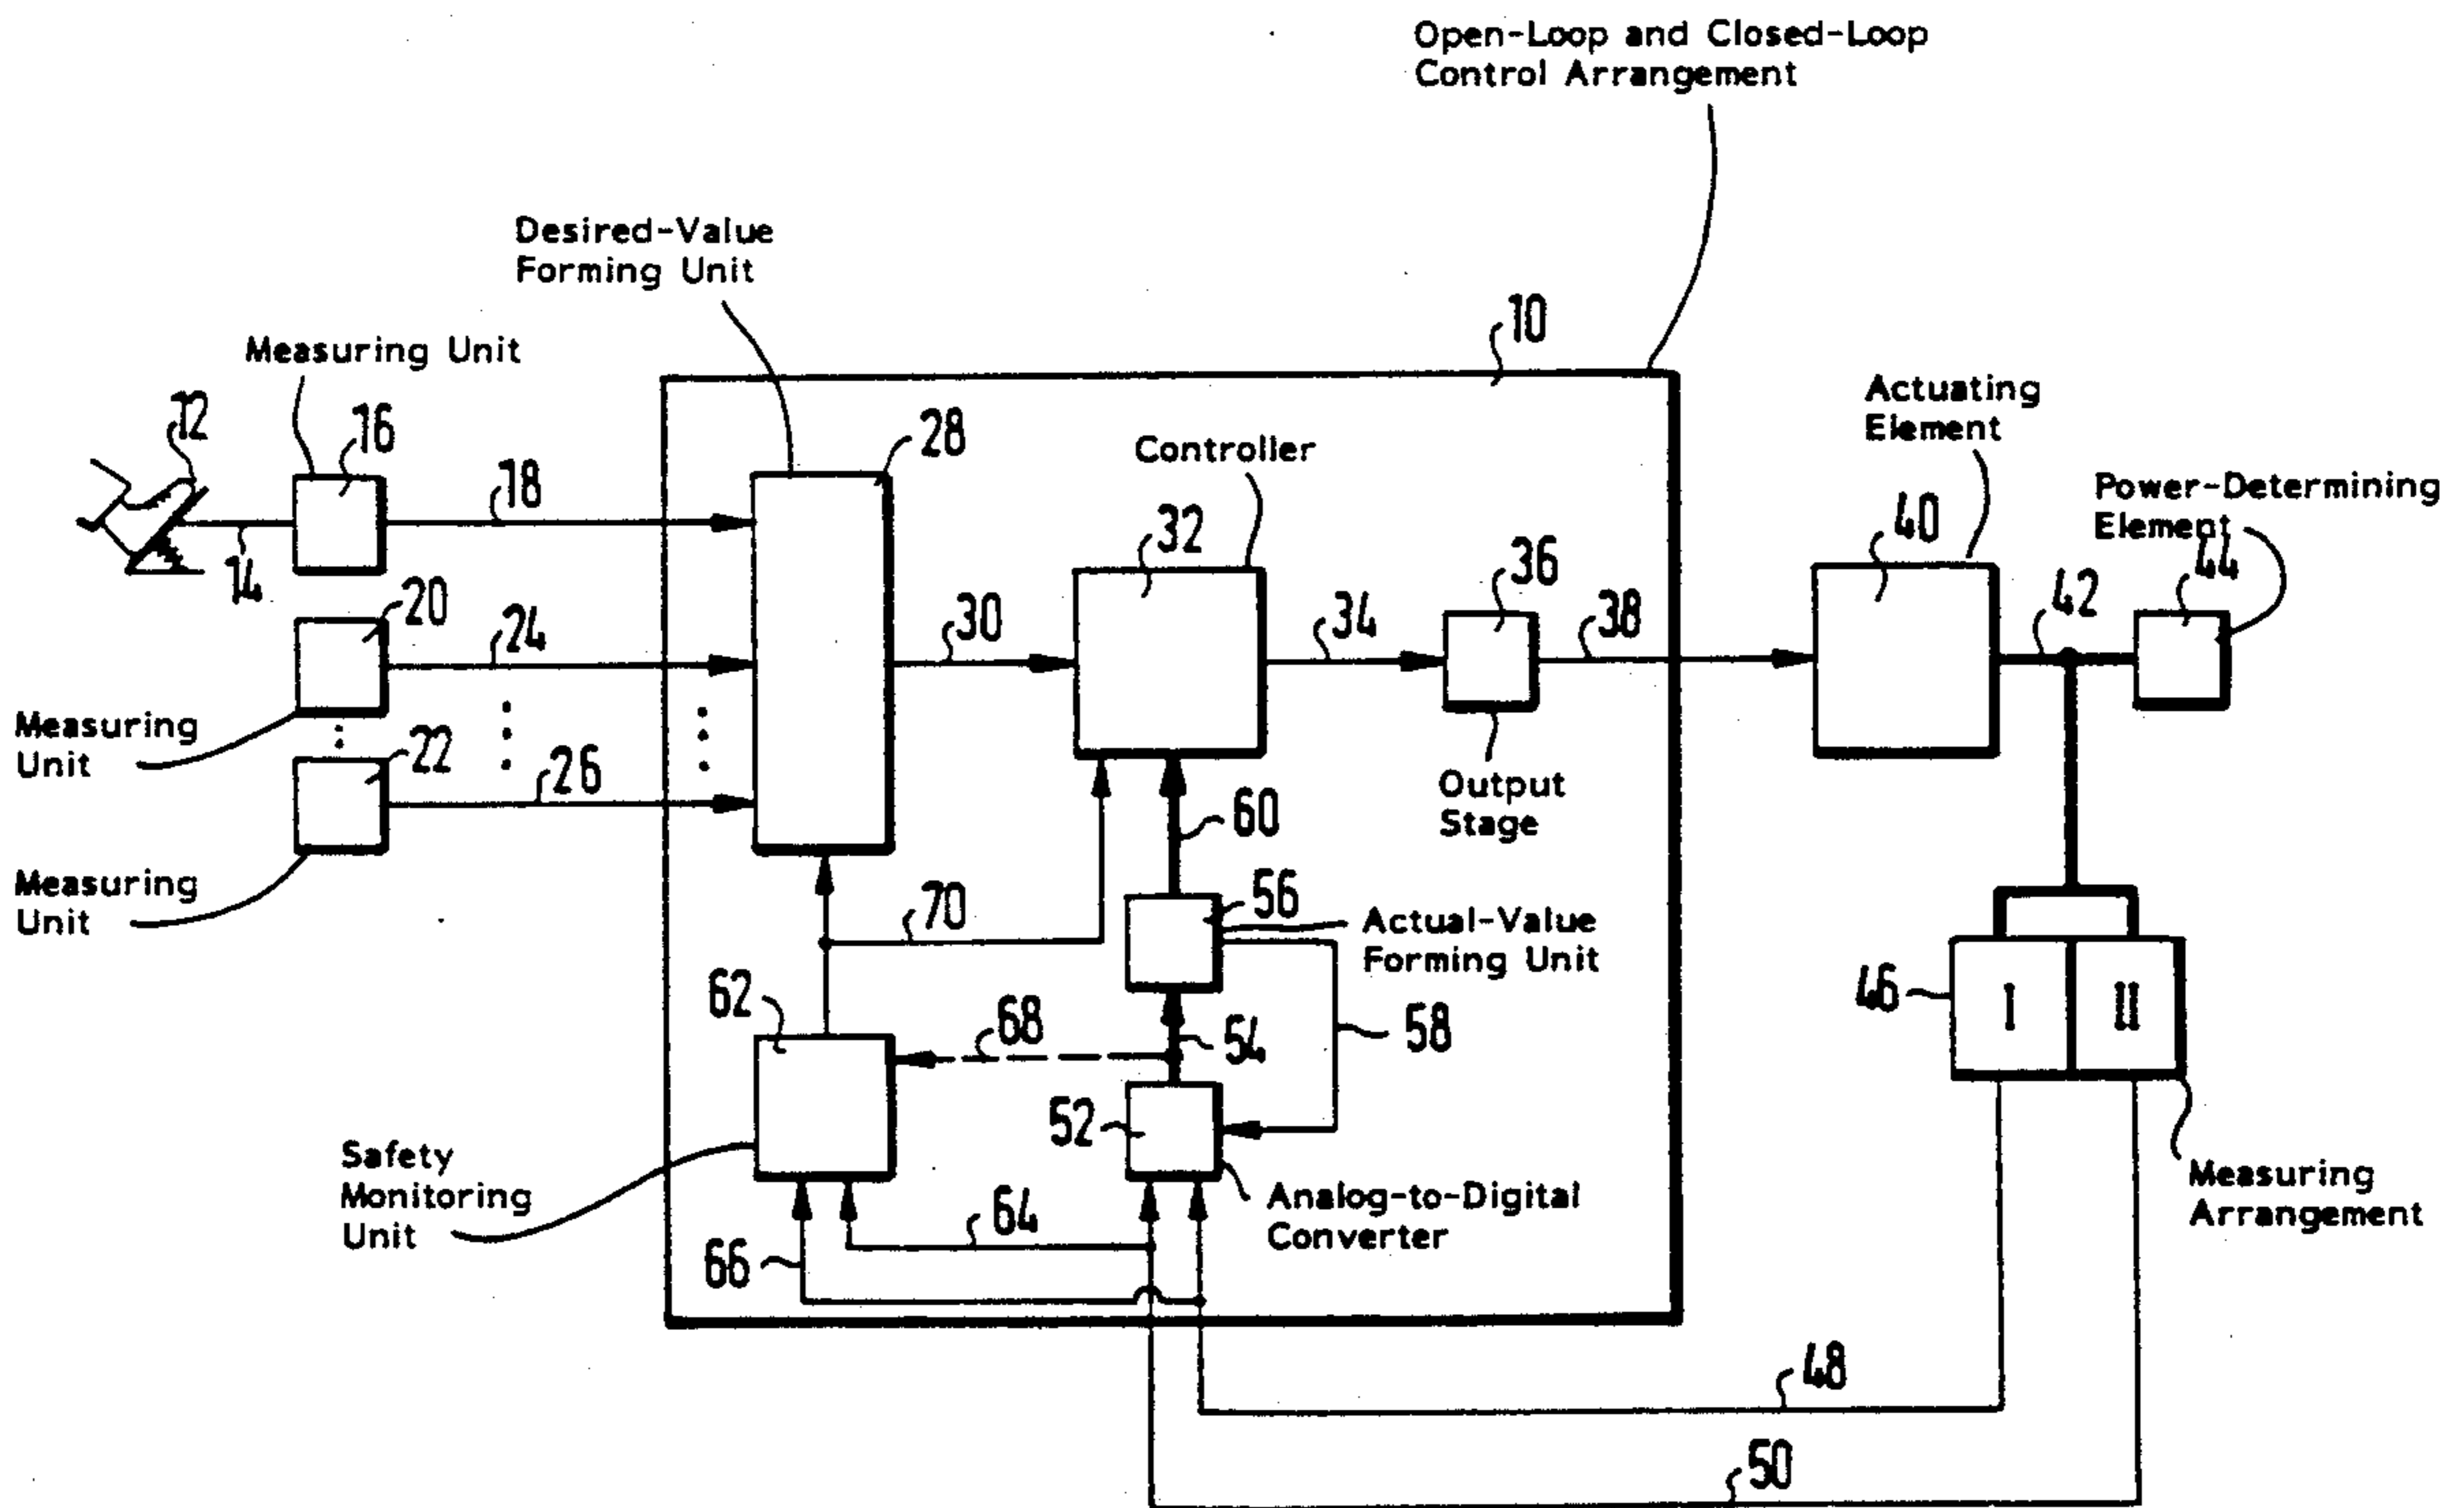 Open-Loop and Closed-Loop
Control Arrangement
Desired-Value
Forming Unit
10
Measuring Unit
Actuating
Element
12
16
28
Controller
Power-Determining
Element
18
32
36
40
44
14
20
24
30
34
38
42
Measuring
Unit
22
26
Output
Stage
60
Measuring
Unit
70
56
Actual-Value
Forming Unit
62
68
54
58
46
I
II
52
Safety
Monitoring
Unit
64
Analog-to-Digital
Converter
Measuring
Arrangement
66
48
50